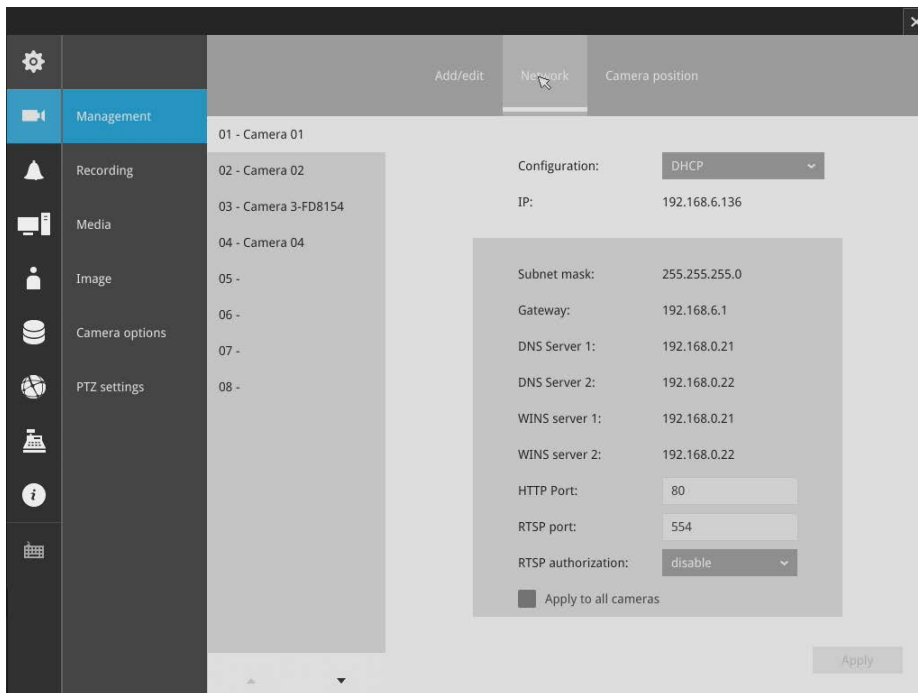 Add/edit Network Camera position
Management
Recording
Media
Image
Camera options
PTZ settings
01 - Camera 01
02 - Camera 02
03 - Camera 3-FD8154
04 - Camera 04
05 -
06 -
07 -
08 -
Configuration: DHCP
IP: 192.168.6.136
Subnet mask: 255.255.255.0
Gateway: 192.168.6.1
DNS Server 1: 192.168.0.21
DNS Server 2: 192.168.0.22
WINS server 1: 192.168.0.21
WINS server 2: 192.168.0.22
HTTP Port: 80
RTSP port: 554
RTSP authorization: disable
Apply to all cameras
Apply